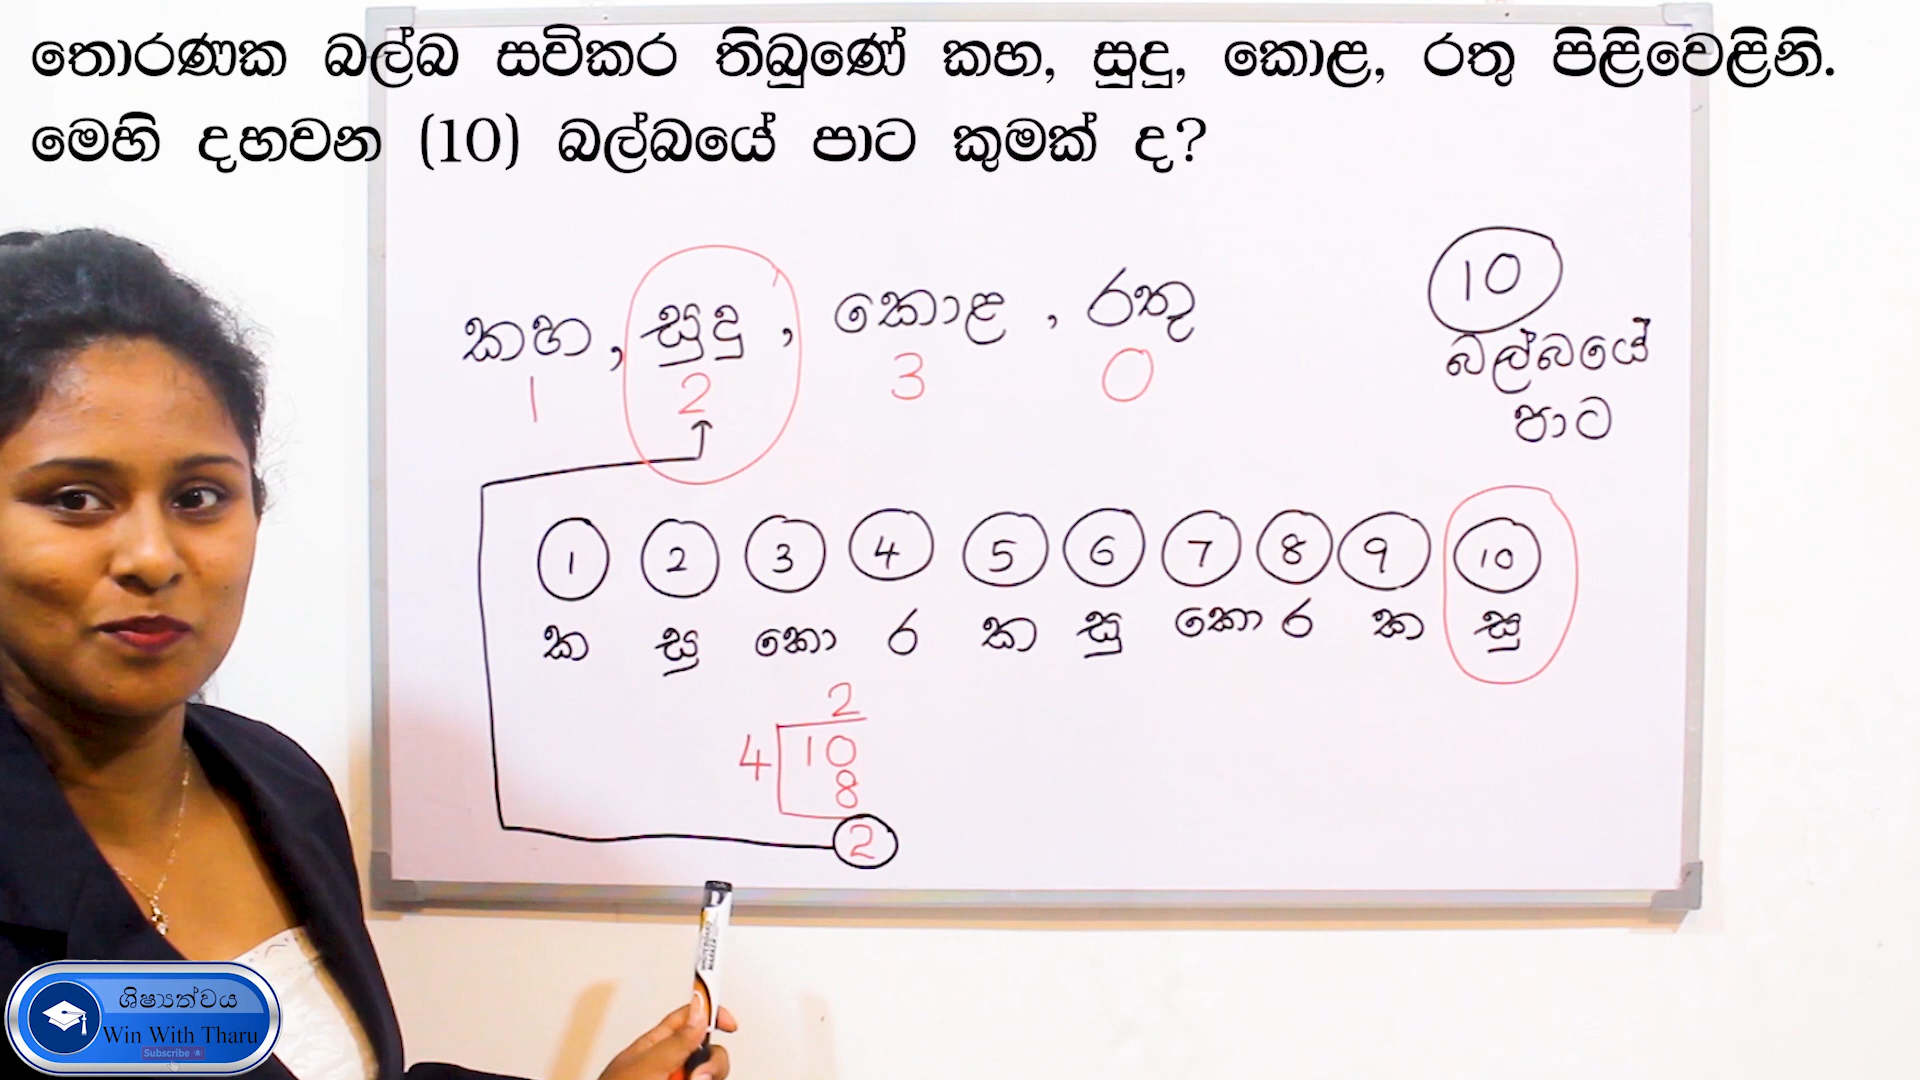 තොරණක බල්බ සවිකර තිබුණේ කහ, සුදු, කොළ, රතු පිළිවෙළිනි.
මෙහි දහවන (10) බල්බයේ පාට කුමක් ද?
කහ, සුදු, කොළ, රතු
1 2 3 0
10
බල්බයේ
පාට
1 2 3 4 5 6 7 8 9 10
ක සු කො ර ක සු කො ර ක සු
2
4 10
8
2
ශිෂ්‍යත්වය
Win With Tharu
Subscribe